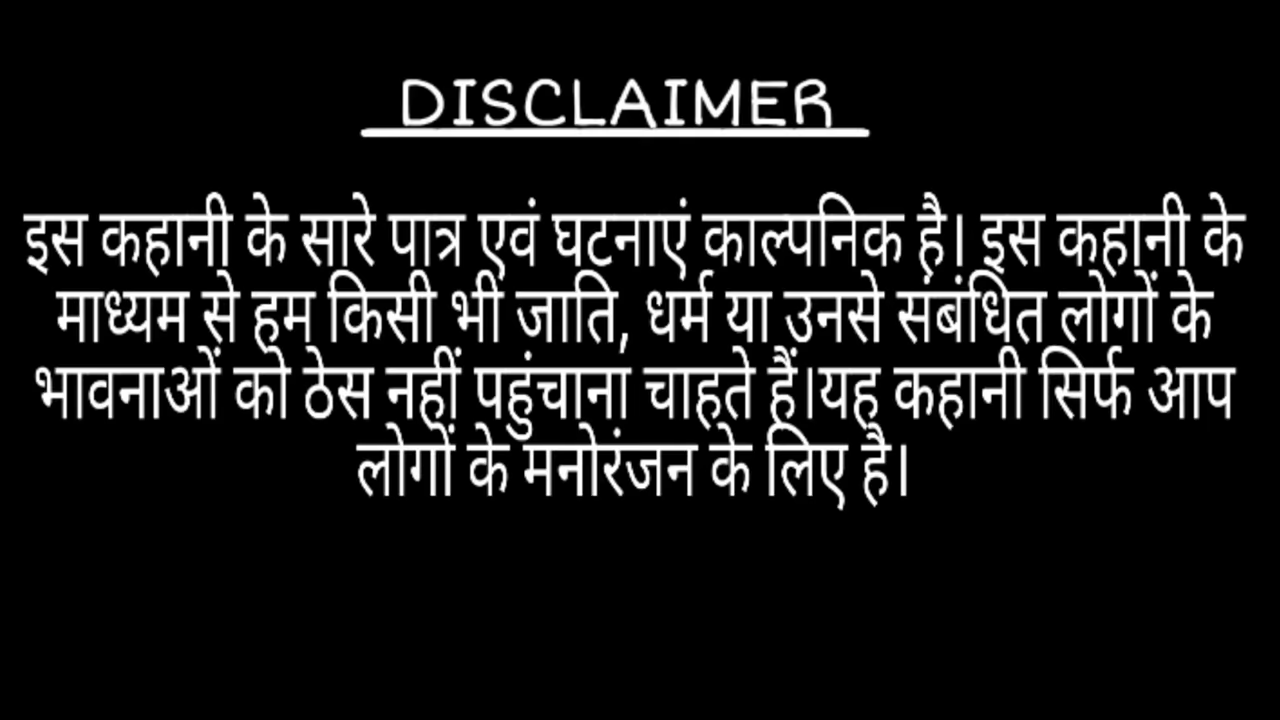 DISCLAIMER
इस कहानी के सारे पात्र एवं घटनाएं काल्पनिक है। इस कहानी के
माध्यम से हम किसी भी जाति, धर्म या उनसे संबंधित लोगों के
भावनाओं को ठेस नहीं पहुंचाना चाहते हैं।यह कहानी सिर्फ आप
लोगों के मनोरंजन के लिए है।